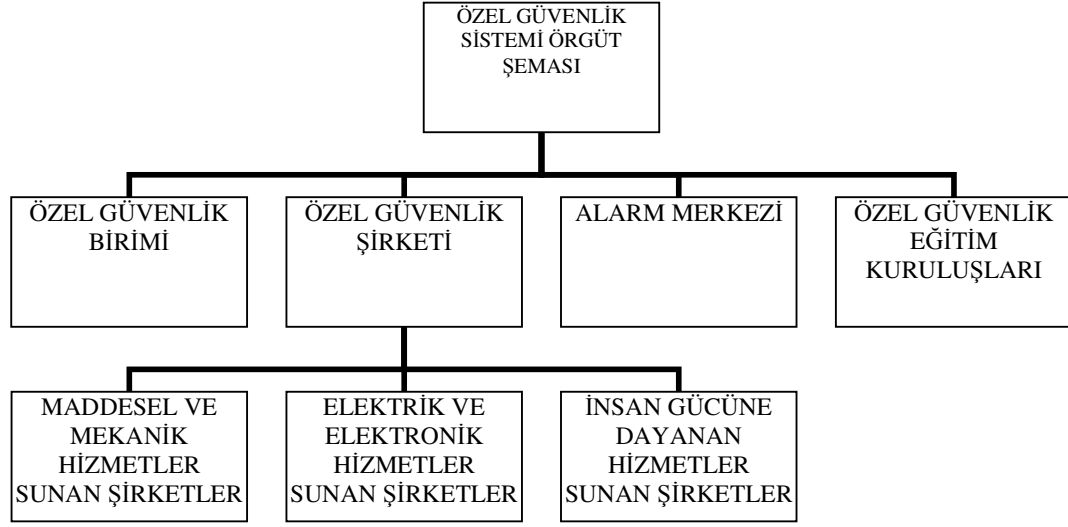 ÖZEL GÜVENLİK
SİSTEMİ ÖRGÜT
ŞEMASI
ÖZEL GÜVENLİK
BİRİMİ
ÖZEL GÜVENLİK
ŞİRKETİ
ALARM MERKEZİ
ÖZEL GÜVENLİK
EĞİTİM
KURULUŞLARI
MADDESEL VE
MEKANİK
HİZMETLER
SUNAN ŞİRKETLER
ELEKTRİK VE
ELEKTRONİK
HİZMETLER
SUNAN ŞİRKETLER
İNSAN GÜCÜNE
DAYANAN
HİZMETLER
SUNAN ŞİRKETLER